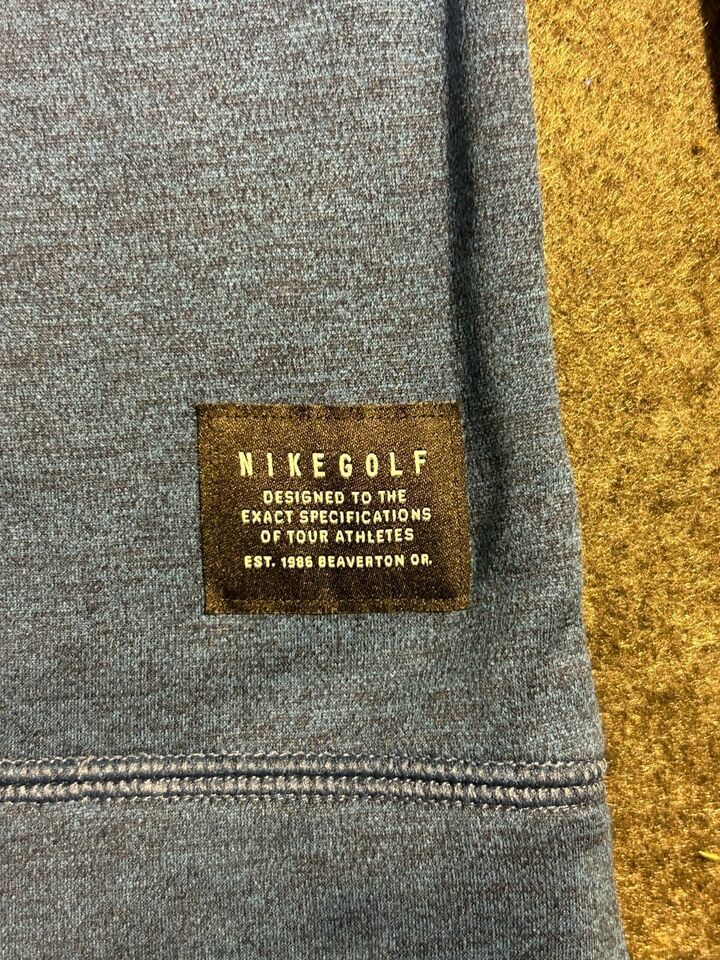 NIKEGOLF
DESIGNED TO THE
EXACT SPECIFICATIONS
OF TOUR ATHLETES
EST. 1986 BEAVERTON OR.